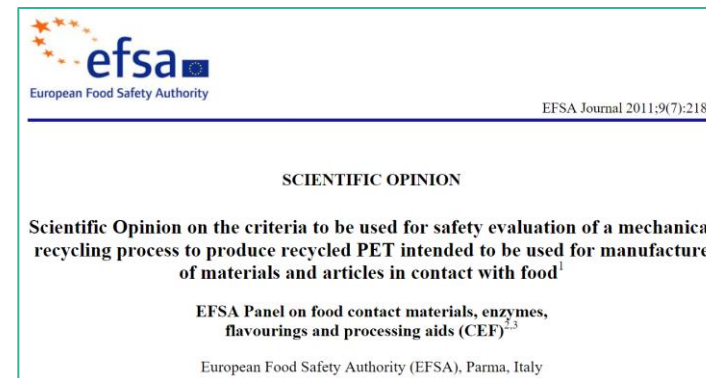 efsa
European Food Safety Authority
EFSA Journal 2011;9(7):218
SCIENTIFIC OPINION
Scientific Opinion on the criteria to be used for safety evaluation of a mechanica
recycling process to produce recycled PET intended to be used for manufacture
of materials and articles in contact with food¹
EFSA Panel on food contact materials, enzymes,
flavourings and processing aids (CEF)²,³
European Food Safety Authority (EFSA), Parma, Italy